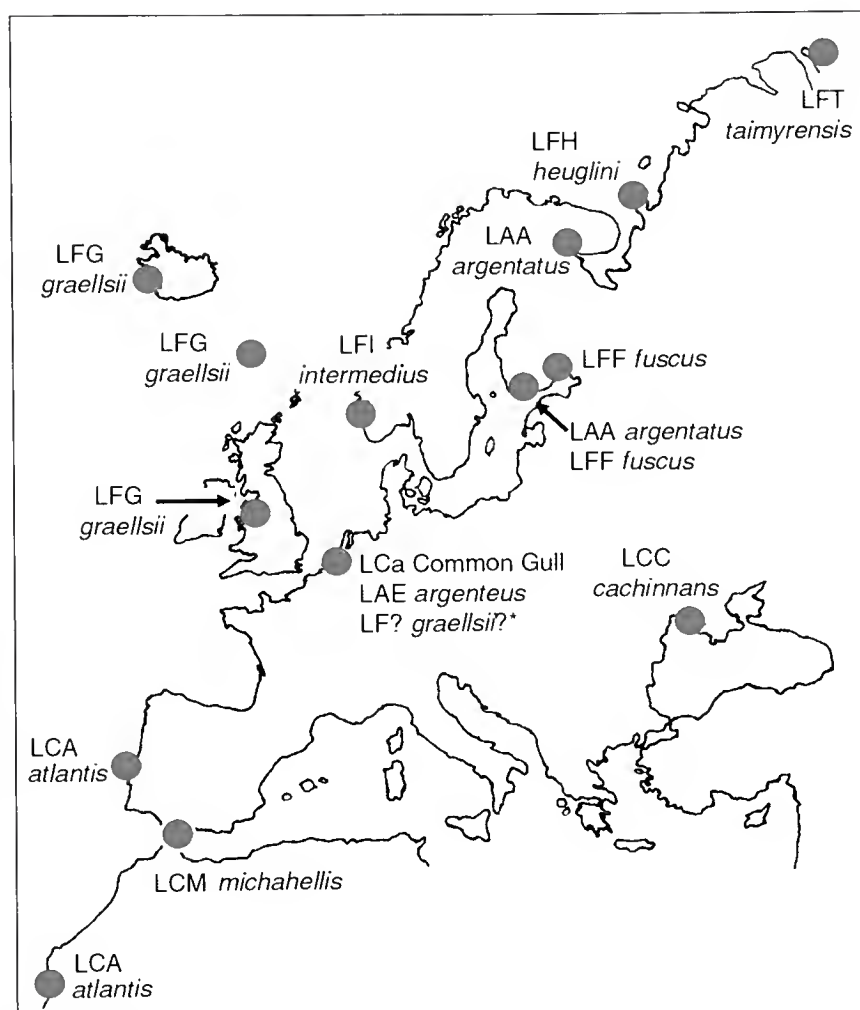 LFT
taimyrensis
LFH
heuglini
LAA
argentatus
LFG
graellsii
LFG
graellsii
LFI
intermedius
LFF fuscus
LAA argentatus
LFF fuscus
LFG
graellsii
LCa Common Gull
LAE argenteus
LF? graellsii?*
LCC
cachinnans
LCA
atlantis
LCM michahellis
LCA
atlantis